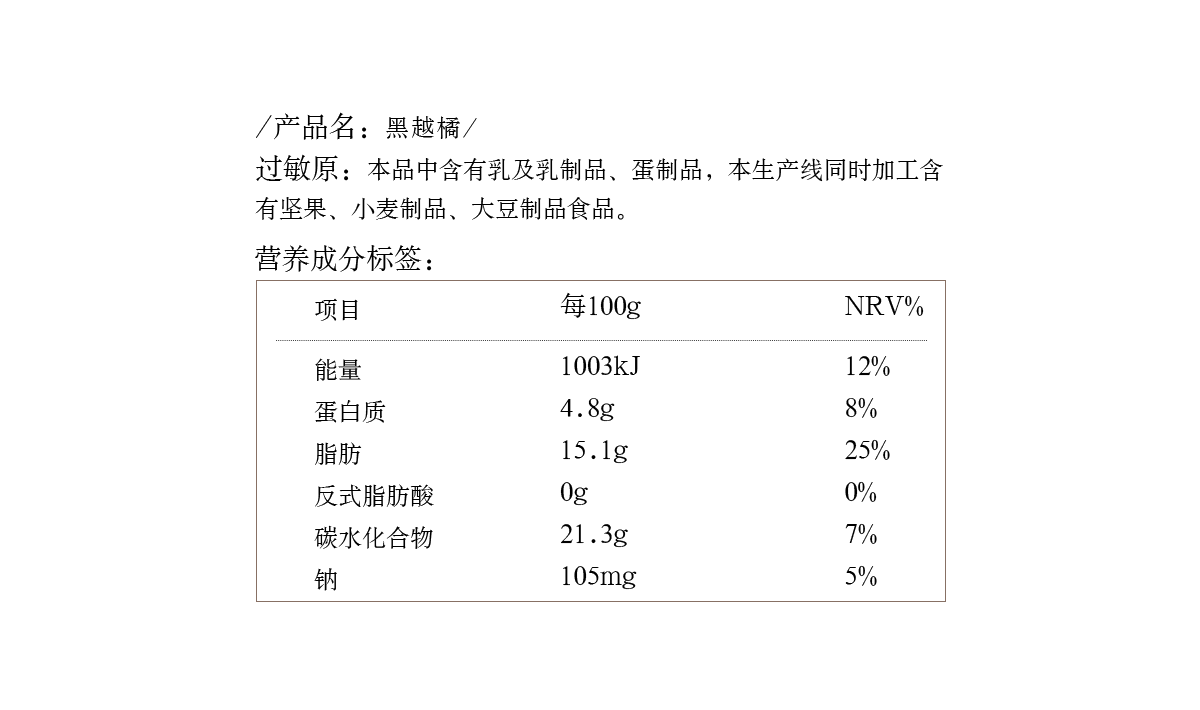 /产品名：黑越橘/
过敏原：本品中含有乳及乳制品、蛋制品，本生产线同时加工含
有坚果、小麦制品、大豆制品食品。
营养成分标签：
项目 每100g NRV%
能量 1003kJ 12%
蛋白质 4.8g 8%
脂肪 15.1g 25%
反式脂肪酸 0g 0%
碳水化合物 21.3g 7%
钠 105mg 5%